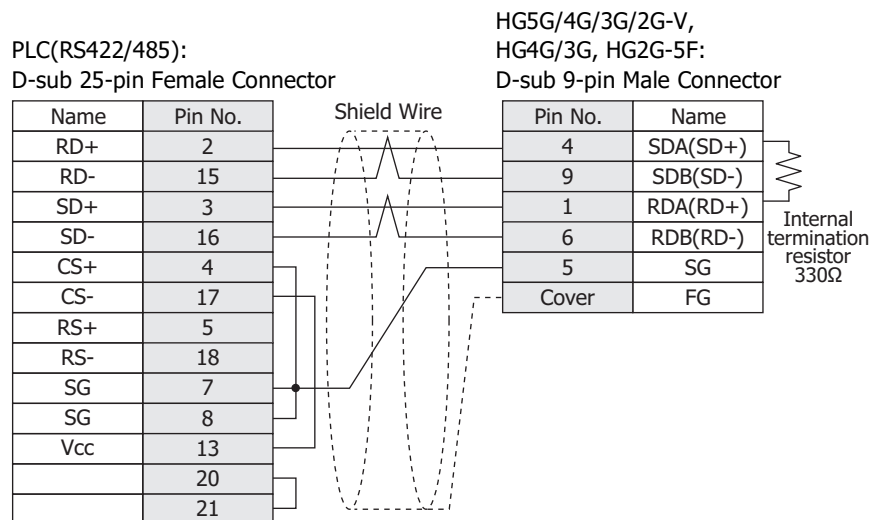 PLC(RS422/485):
D-sub 25-pin Female Connector
HG5G/4G/3G/2G-V,
HG4G/3G, HG2G-5F:
D-sub 9-pin Male Connector
Name Pin No.
RD+ 2
RD- 15
SD+ 3
SD- 16
CS+ 4
CS- 17
RS+ 5
RS- 18
SG 7
SG 8
Vcc 13
20
21
Shield Wire
Pin No. Name
4 SDA(SD+)
9 SDB(SD-)
1 RDA(RD+)
6 RDB(RD-)
5 SG
Cover FG
Internal
termination
resistor
330Ω